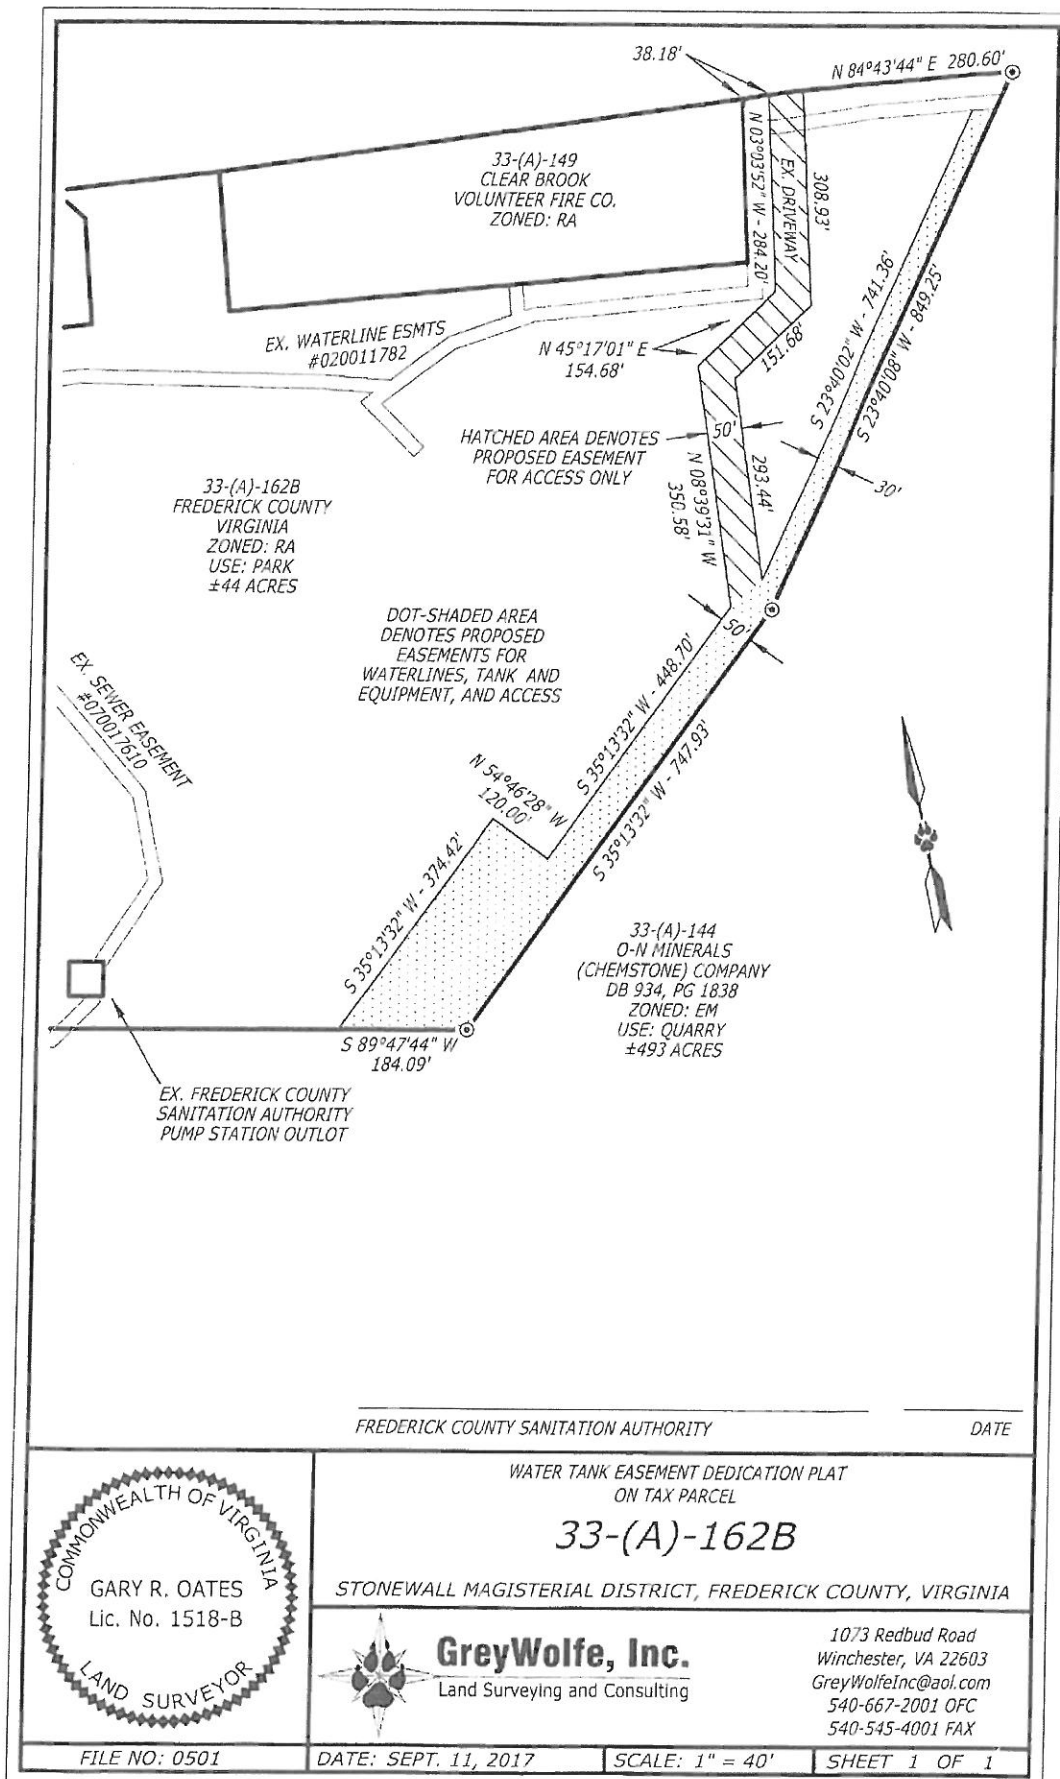 38.18'
N 84°43'44" E 280.60'
33-(A)-149
CLEAR BROOK
VOLUNTEER FIRE CO.
ZONED: RA
N 03°03'52" W - 284.20'
EX. DRIVEWAY
308.93'
S 23°40'02" W - 741.36'
S 23°40'08" W - 849.25'
EX. WATERLINE ESMTS
#020011782
N 45°17'01" E
154.68'
151.68'
HATCHED AREA DENOTES
PROPOSED EASEMENT
FOR ACCESS ONLY
50'
N 08°39'31" W
350.58'
293.44'
30'
33-(A)-162B
FREDERICK COUNTY
VIRGINIA
ZONED: RA
USE: PARK
±44 ACRES
DOT-SHADED AREA
DENOTES PROPOSED
EASEMENTS FOR
WATERLINES, TANK AND
EQUIPMENT, AND ACCESS
50'
EX. SEWER EASEMENT
#070017610
S 35°13'32" W - 448.70'
S 35°13'32" W - 747.93'
N 54°46'28" W
120.00'
S 35°13'32" W - 374.42'
33-(A)-144
O-N MINERALS
(CHEMSTONE) COMPANY
DB 934, PG 1838
ZONED: EM
USE: QUARRY
±493 ACRES
S 89°47'44" W
184.09'
EX. FREDERICK COUNTY
SANITATION AUTHORITY
PUMP STATION OUTLOT
FREDERICK COUNTY SANITATION AUTHORITY
DATE
COMMONWEALTH OF VIRGINIA
GARY R. OATES
Lic. No. 1518-B
LAND SURVEYOR
WATER TANK EASEMENT DEDICATION PLAT
ON TAX PARCEL
33-(A)-162B
STONEWALL MAGISTERIAL DISTRICT, FREDERICK COUNTY, VIRGINIA
GreyWolfe, Inc.
Land Surveying and Consulting
1073 Redbud Road
Winchester, VA 22603
GreyWolfeInc@aol.com
540-667-2001 OFC
540-545-4001 FAX
FILE NO: 0501
DATE: SEPT. 11, 2017
SCALE: 1" = 40'
SHEET 1 OF 1